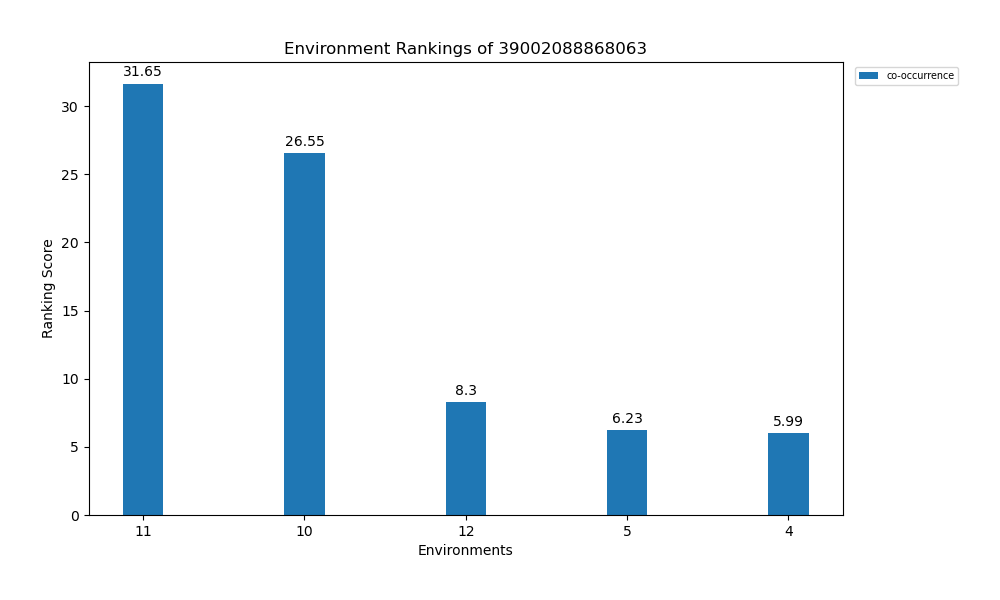 Environment Rankings of 39002088868063
co-occurrence
Ranking Score
30
25
20
15
10
5
0
31.65
26.55
8.3
6.23
5.99
11 10 12 5 4
Environments